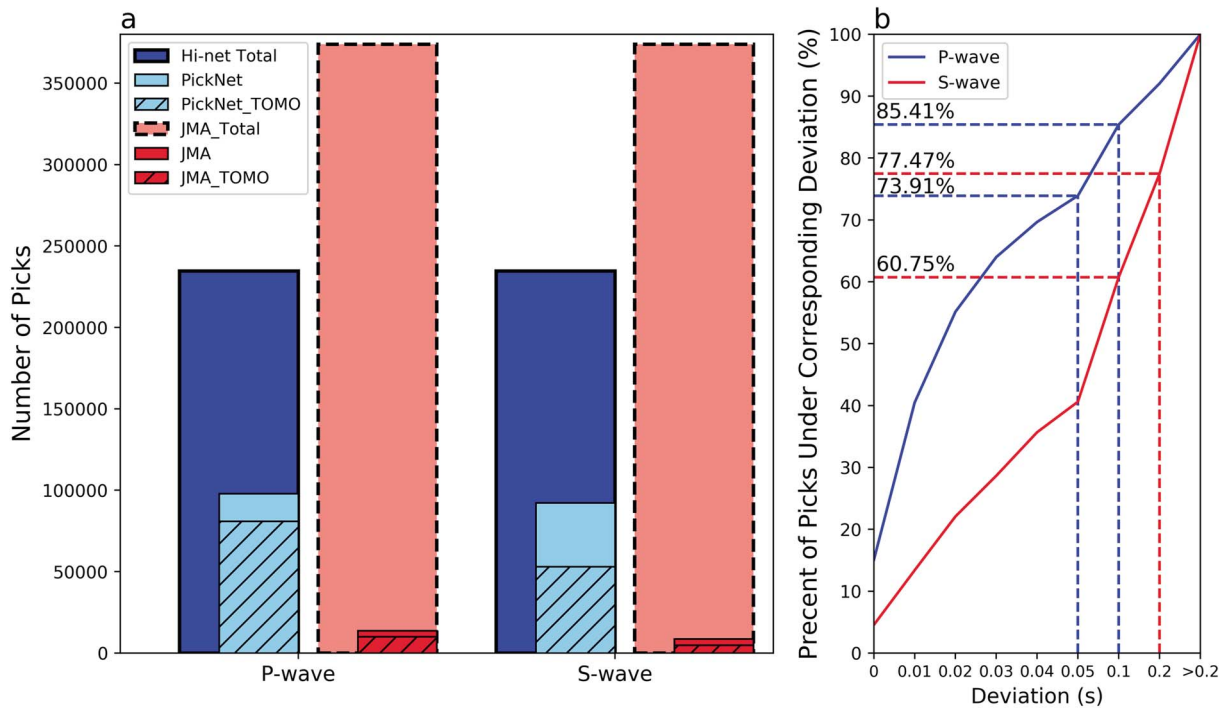 a
Number of Picks
350000
300000
250000
200000
150000
100000
50000
0
Hi-net Total
PickNet
PickNet_TOMO
JMA_Total
JMA
JMA_TOMO
P-wave
S-wave
b
Precent of Picks Under Corresponding Deviation (%)
100
90
80
70
60
50
40
30
20
10
0
P-wave
S-wave
85.41%
77.47%
73.91%
60.75%
0 0.01 0.02 0.03 0.04 0.05 0.1 0.2 >0.2
Deviation (s)